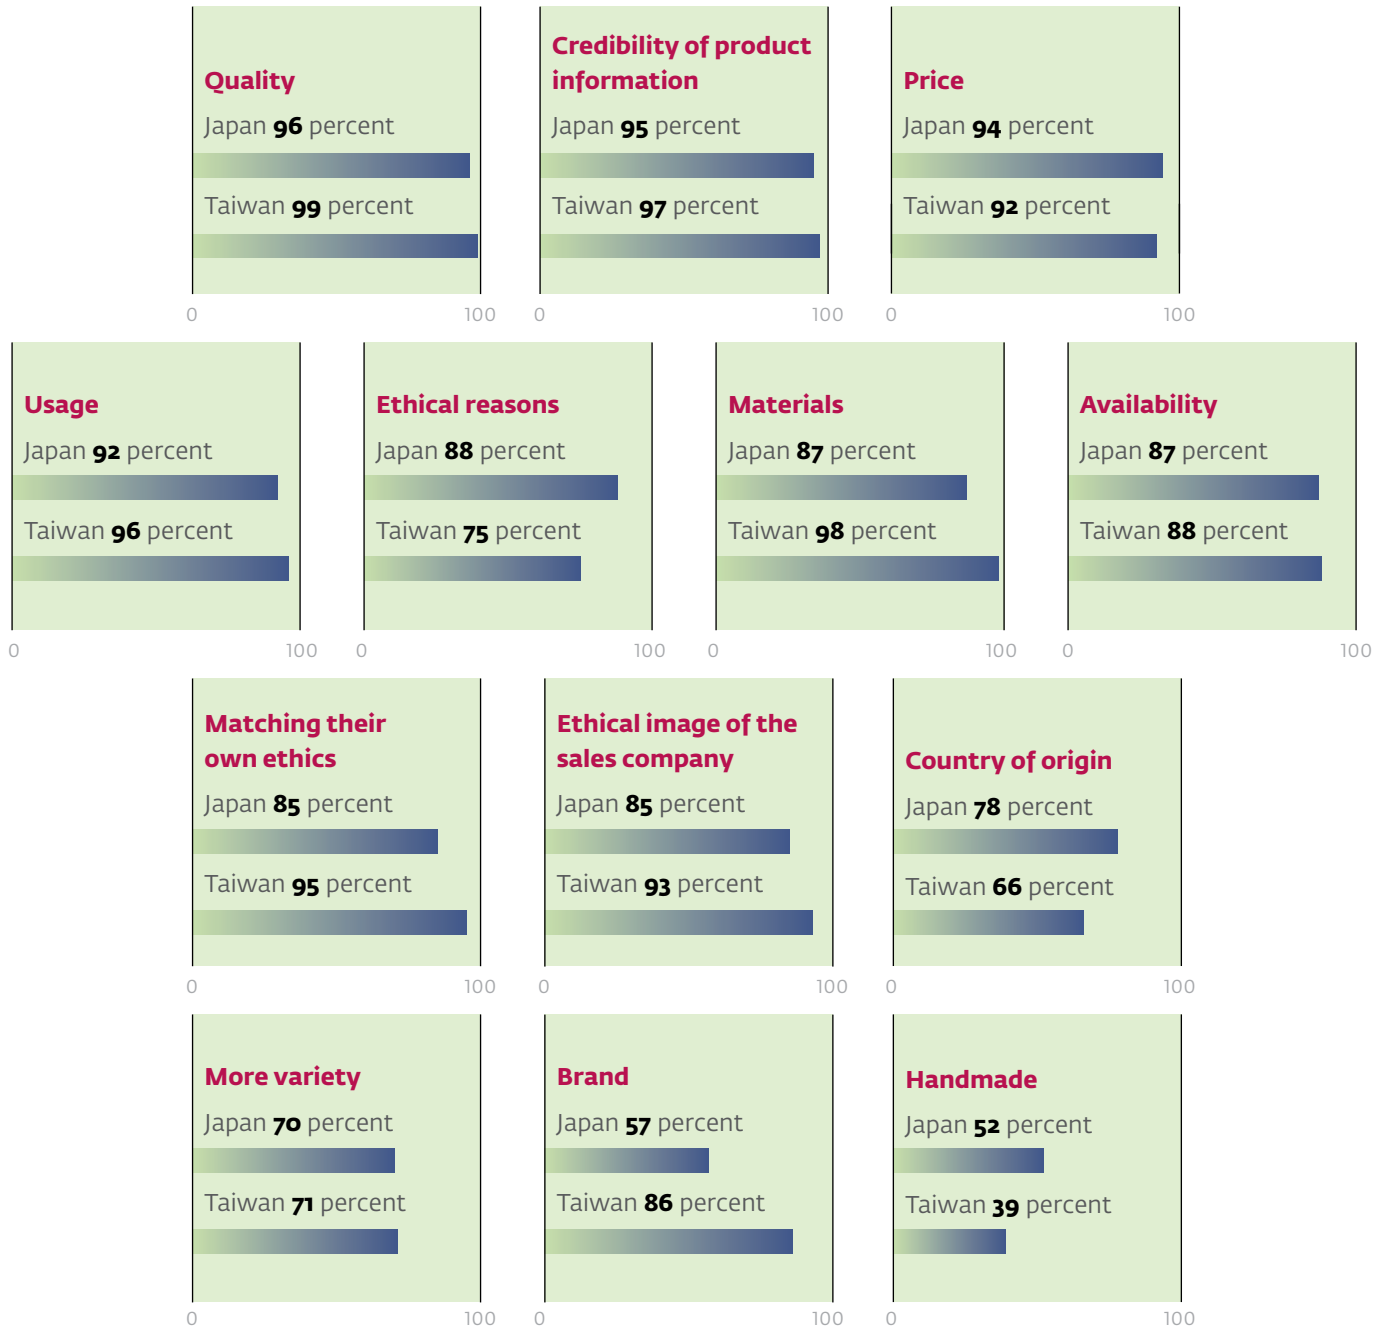 Quality
Japan 96 percent
Taiwan 99 percent
0 100
Credibility of product
information
Japan 95 percent
Taiwan 97 percent
0 100
Price
Japan 94 percent
Taiwan 92 percent
0 100
Usage
Japan 92 percent
Taiwan 96 percent
0 100
Ethical reasons
Japan 88 percent
Taiwan 75 percent
0 100
Materials
Japan 87 percent
Taiwan 98 percent
0 100
Availability
Japan 87 percent
Taiwan 88 percent
0 100
Matching their
own ethics
Japan 85 percent
Taiwan 95 percent
0 100
Ethical image of the
sales company
Japan 85 percent
Taiwan 93 percent
0 100
Country of origin
Japan 78 percent
Taiwan 66 percent
0 100
More variety
Japan 70 percent
Taiwan 71 percent
0 100
Brand
Japan 57 percent
Taiwan 86 percent
0 100
Handmade
Japan 52 percent
Taiwan 39 percent
0 100